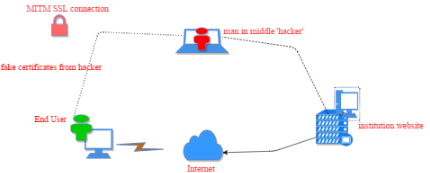 MITM SSL connection
man in middle 'hacker'
fake certificates from hacker
End User
institution website
Internet